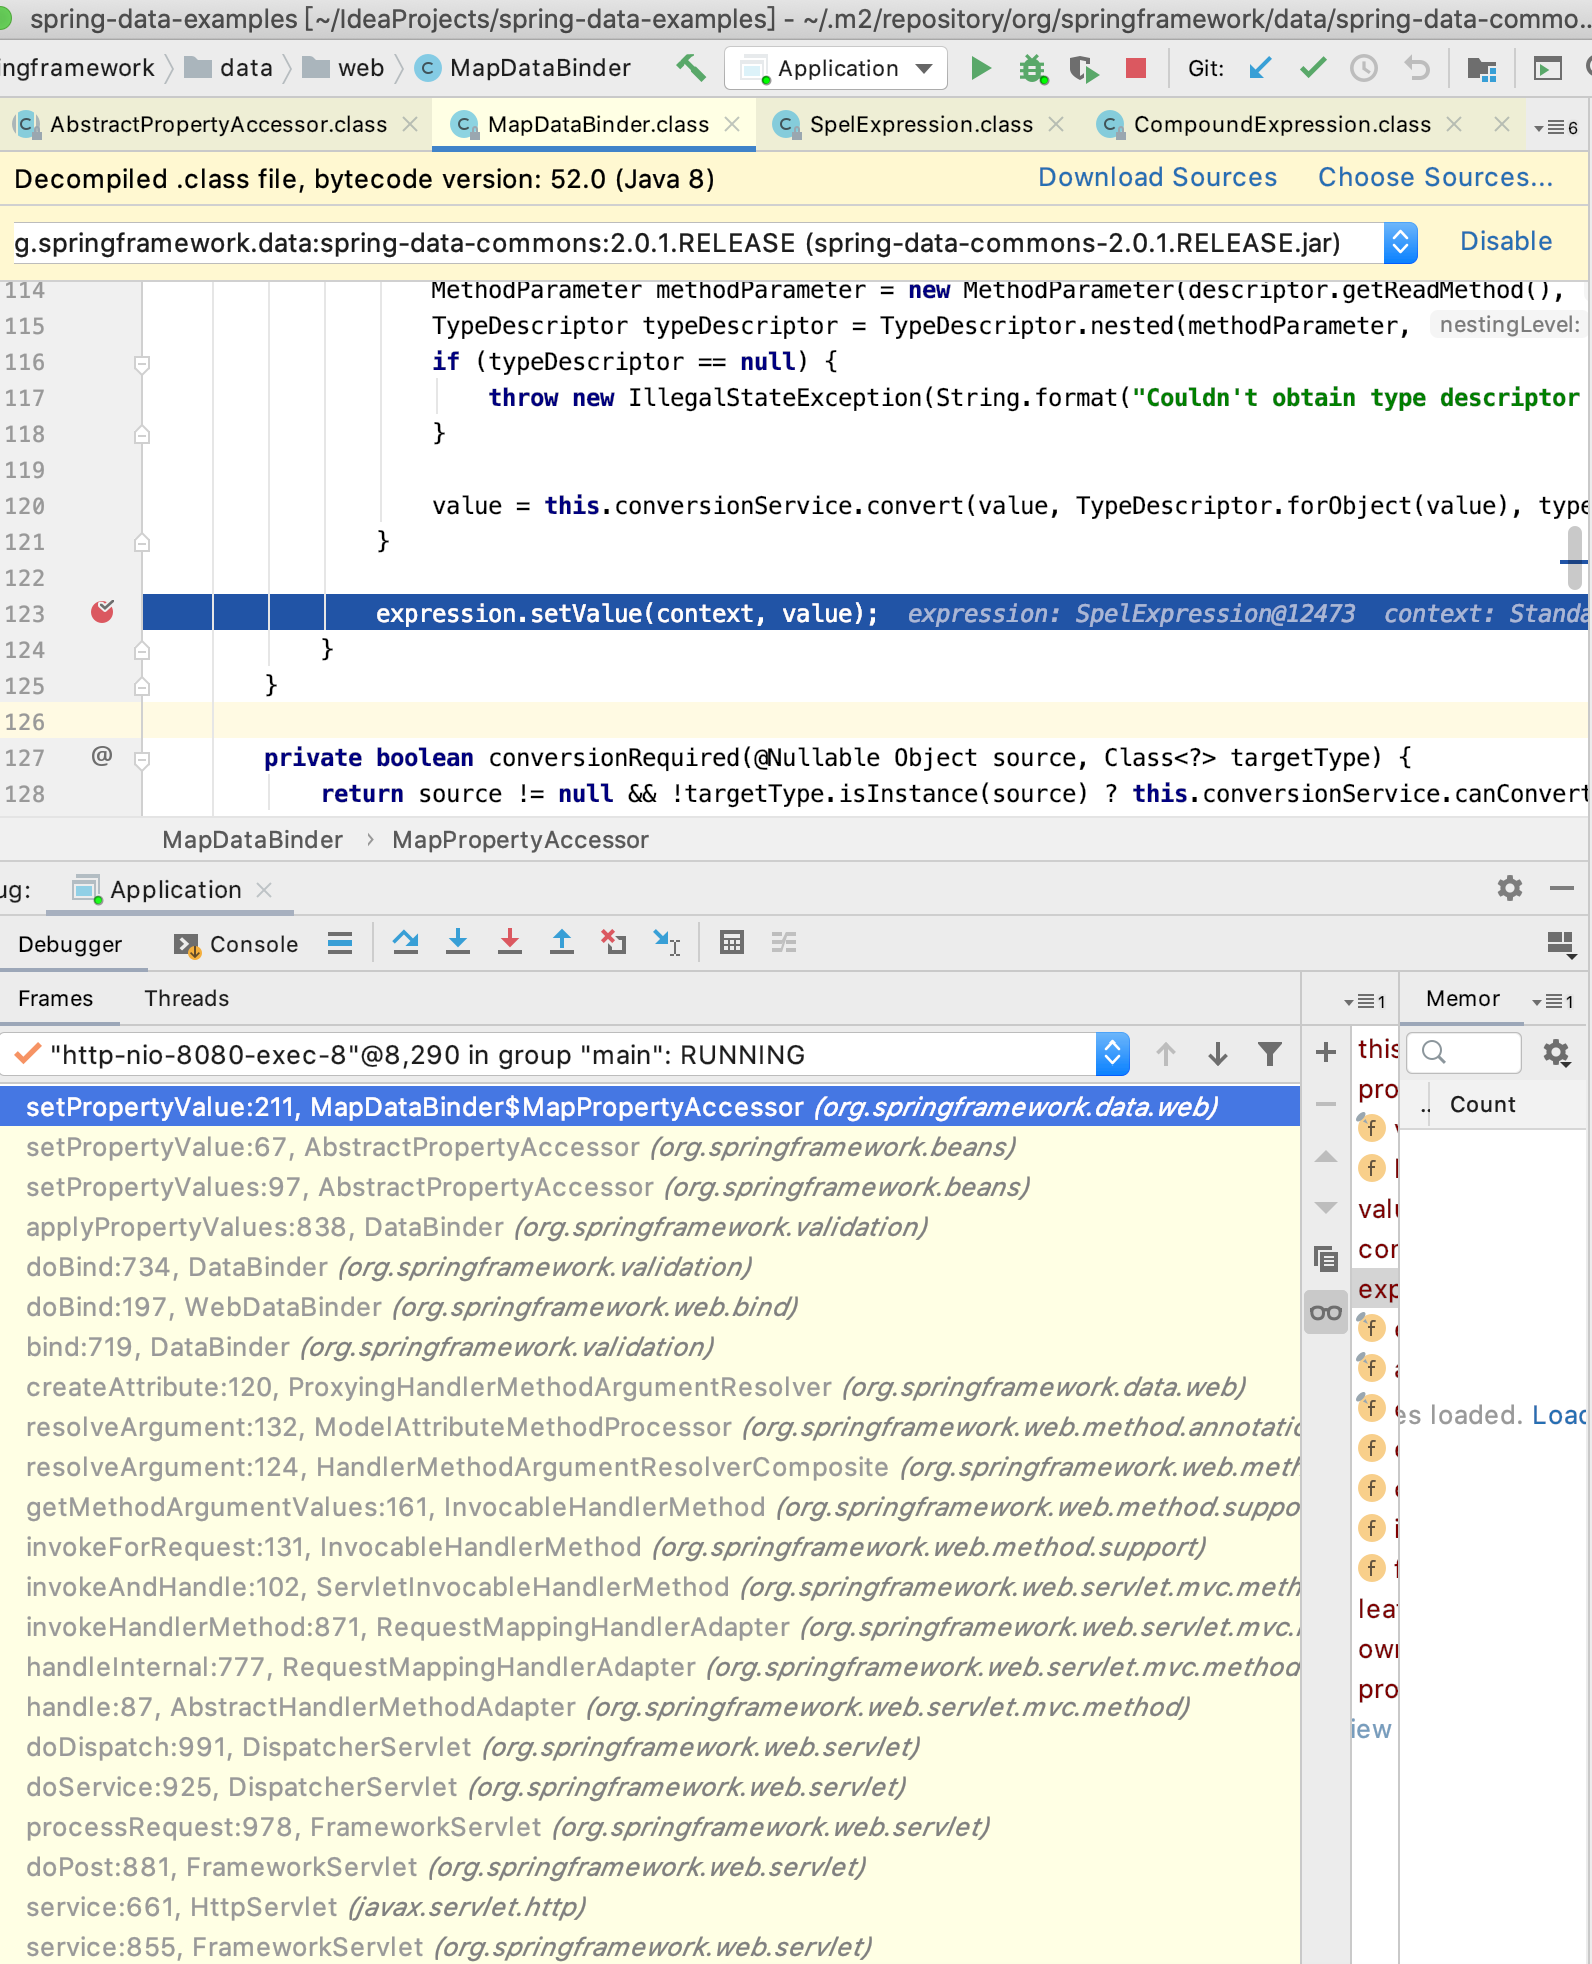 spring-data-examples [~/IdeaProjects/spring-data-examples] - ~/.m2/repository/org/springframework/data/spring-data-commo...
ingframework data web MapDataBinder Application Git:
AbstractPropertyAccessor.class MapDataBinder.class SpelExpression.class CompoundExpression.class 6
Decompiled .class file, bytecode version: 52.0 (Java 8) Download Sources Choose Sources...
g.springframework.data:spring-data-commons:2.0.1.RELEASE (spring-data-commons-2.0.1.RELEASE.jar) Disable
114 MethodParameter methodParameter = new MethodParameter(descriptor.getReadMethod(),
115 TypeDescriptor typeDescriptor = TypeDescriptor.nested(methodParameter, nestingLevel:
116 if (typeDescriptor == null) {
117 throw new IllegalStateException(String.format("Couldn't obtain type descriptor
118 }
119
120 value = this.conversionService.convert(value, TypeDescriptor.forObject(value), type
121 }
122
123 expression.setValue(context, value); expression: SpelExpression@12473 context: Standa
124 }
125 }
126
127 @ private boolean conversionRequired(@Nullable Object source, Class<?> targetType) {
128 return source != null && !targetType.isInstance(source) ? this.conversionService.canConvert
MapDataBinder › MapPropertyAccessor
ug: Application
Debugger Console
Frames Threads 1 Memor 1
"http-nio-8080-exec-8"@8,290 in group "main": RUNNING
setPropertyValue:211, MapDataBinder$MapPropertyAccessor (org.springframework.data.web)
setPropertyValue:67, AbstractPropertyAccessor (org.springframework.beans)
setPropertyValues:97, AbstractPropertyAccessor (org.springframework.beans)
applyPropertyValues:838, DataBinder (org.springframework.validation)
doBind:734, DataBinder (org.springframework.validation)
doBind:197, WebDataBinder (org.springframework.web.bind)
bind:719, DataBinder (org.springframework.validation)
createAttribute:120, ProxyingHandlerMethodArgumentResolver (org.springframework.data.web)
resolveArgument:132, ModelAttributeMethodProcessor (org.springframework.web.method.annotatio
resolveArgument:124, HandlerMethodArgumentResolverComposite (org.springframework.web.meth
getMethodArgumentValues:161, InvocableHandlerMethod (org.springframework.web.method.suppo
invokeForRequest:131, InvocableHandlerMethod (org.springframework.web.method.support)
invokeAndHandle:102, ServletInvocableHandlerMethod (org.springframework.web.servlet.mvc.meth
invokeHandlerMethod:871, RequestMappingHandlerAdapter (org.springframework.web.servlet.mvc.
handleInternal:777, RequestMappingHandlerAdapter (org.springframework.web.servlet.mvc.method
handle:87, AbstractHandlerMethodAdapter (org.springframework.web.servlet.mvc.method)
doDispatch:991, DispatcherServlet (org.springframework.web.servlet)
doService:925, DispatcherServlet (org.springframework.web.servlet)
processRequest:978, FrameworkServlet (org.springframework.web.servlet)
doPost:881, FrameworkServlet (org.springframework.web.servlet)
service:661, HttpServlet (javax.servlet.http)
service:855, FrameworkServlet (org.springframework.web.servlet)
this
pro
valu
con
exp
leaf
own
pro
iew
.. Count
es loaded. Load